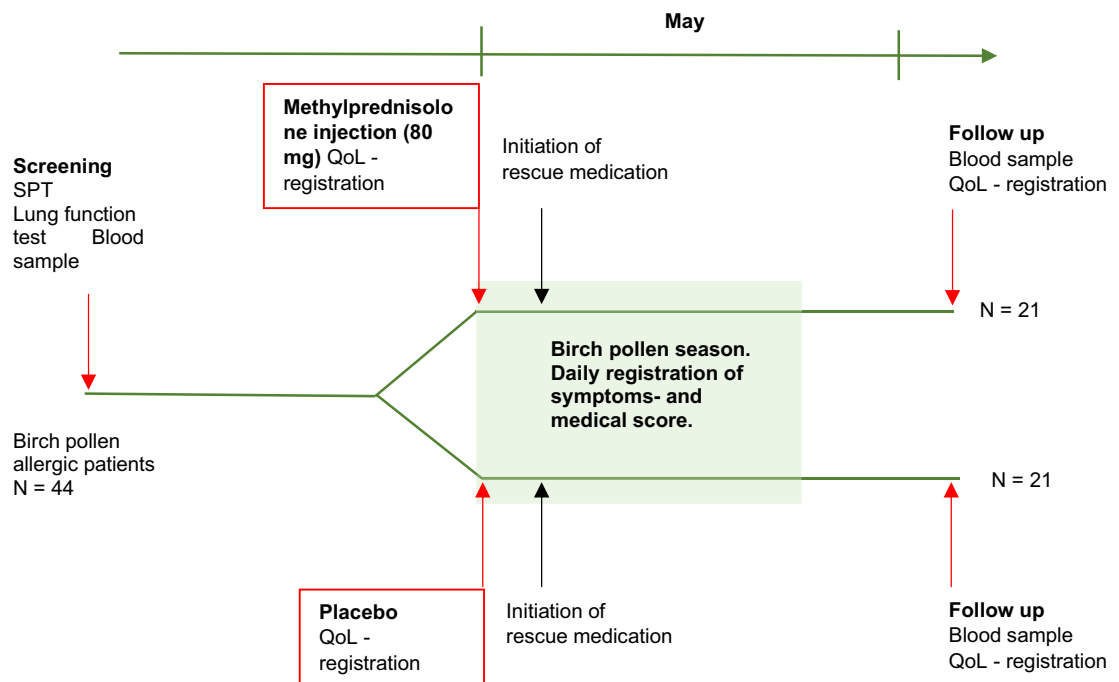 May
Methylprednisolo
ne injection (80
mg) QoL -
registration
Initiation of
rescue medication
Follow up
Blood sample
QoL - registration
Screening
SPT
Lung function
test Blood
sample
N = 21
Birch pollen season.
Daily registration of
symptoms- and
medical score.
Birch pollen
allergic patients
N = 44
N = 21
Placebo
QoL -
registration
Initiation of
rescue medication
Follow up
Blood sample
QoL - registration